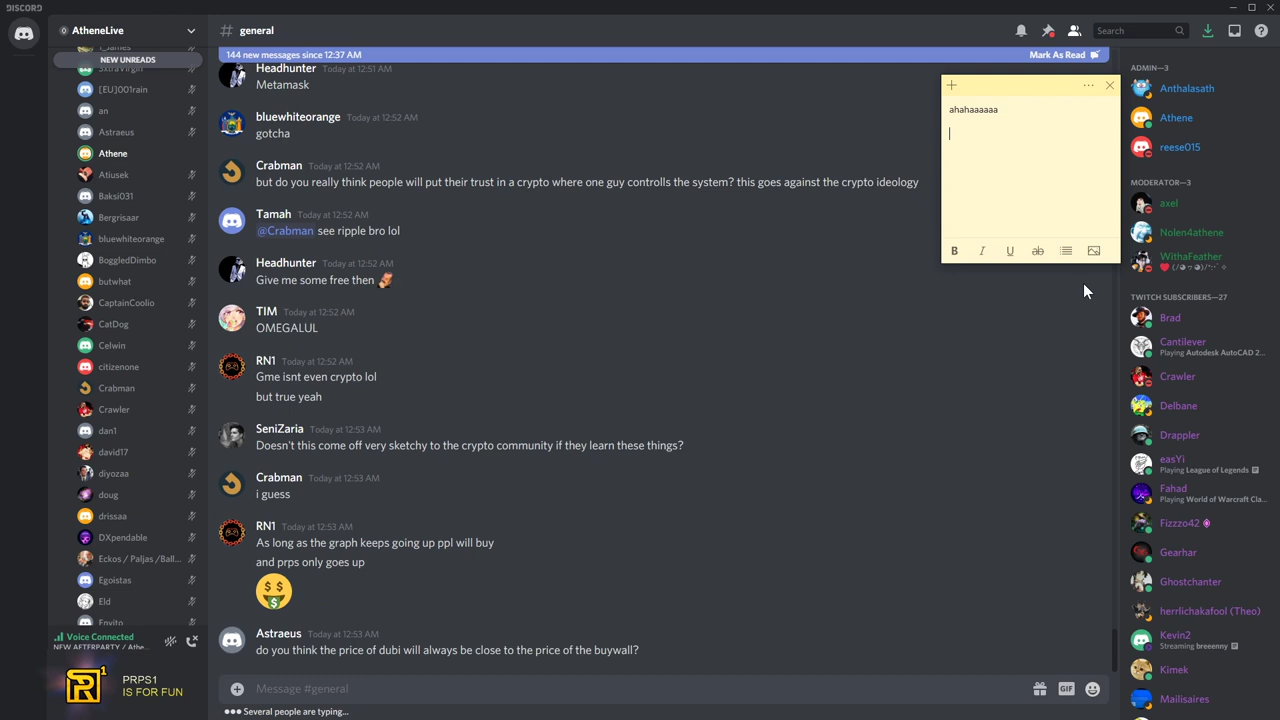 DISCORD
AtheneLive
general
Search
NEW UNREADS
[EU]001rain
an
Astraeus
Athene
Atiusek
Baksi031
Bergrisaar
bluewhiteorange
BoggledDimbo
butwhat
CaptainCoolio
CatDog
Celwin
citizenone
Crabman
Crawler
dan1
david17
diyozaa
doug
drissaa
DXpendable
Eckos / Paljas /Ball...
Egoistas
Eld
Envito
Voice Connected
NEW AFTERPARTY / Athe...
PRPS1
IS FOR FUN
144 new messages since 12:37 AM
Mark As Read
Headhunter Today at 12:51 AM
Metamask
bluewhiteorange Today at 12:52 AM
gotcha
Crabman Today at 12:52 AM
but do you really think people will put their trust in a crypto where one guy controlls the system? this goes against the crypto ideology
Tamah Today at 12:52 AM
@Crabman see ripple bro lol
Headhunter Today at 12:52 AM
Give me some free then
TIM Today at 12:52 AM
OMEGALUL
RN1 Today at 12:52 AM
Gme isnt even crypto lol
but true yeah
SeniZaria Today at 12:53 AM
Doesn't this come off very sketchy to the crypto community if they learn these things?
Crabman Today at 12:53 AM
i guess
RN1 Today at 12:53 AM
As long as the graph keeps going up ppl will buy
and prps only goes up
Astraeus Today at 12:53 AM
do you think the price of dubi will always be close to the price of the buywall?
Message #general
GIF
Several people are typing...
ahahaaaaaa
B I U ab
ADMIN—3
Anthalasath
Athene
reese015
MODERATOR—3
axel
Nolen4athene
WithaFeather
TWITCH SUBSCRIBERS—27
Brad
Cantilever
Playing Autodesk AutoCAD 2...
Crawler
Delbane
Drappler
easYi
Playing League of Legends
Fahad
Playing World of Warcraft Cla...
Fizzzo42
Gearhar
Ghostchanter
herrlichakafool (Theo)
Kevin2
Streaming breeenny
Kimek
Mailisaires